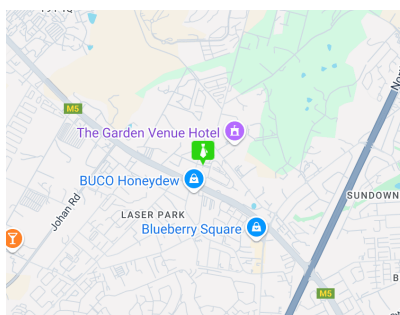 M5
The Garden Venue Hotel
BUCO Honeydew
Johan Rd
LASER PARK
Blueberry Square
SUNDOWN
M5